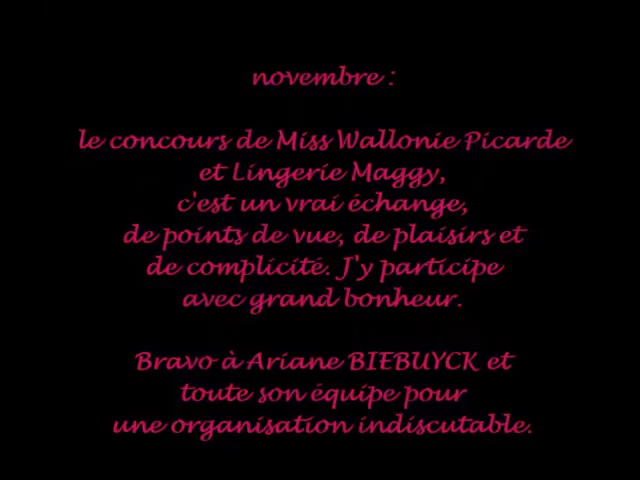 novembre :
le concours de Miss Wallonie Picarde
et Lingerie Maggy,
c'est un vrai échange,
de points de vue, de plaisirs et
de complicité. J'y participe
avec grand bonheur.
Bravo à Ariane BIEBUYCK et
toute son équipe pour
une organisation indiscutable.